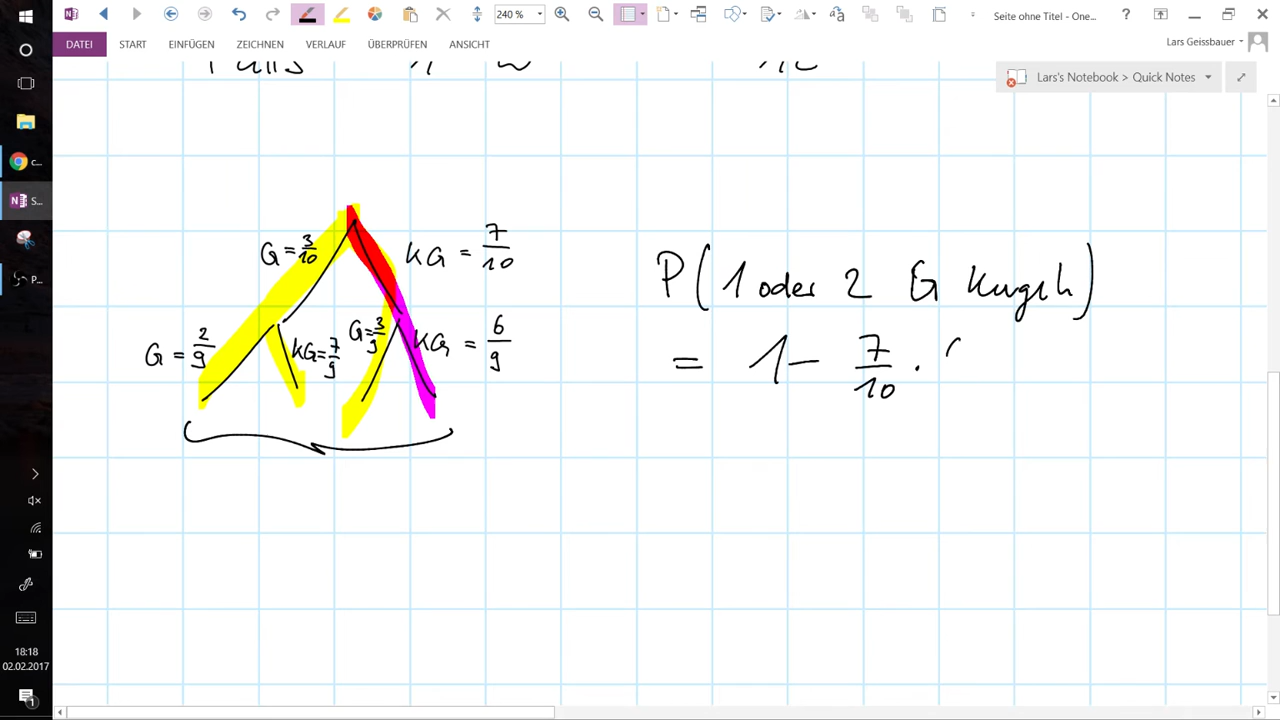 240 %
Seite ohne Titel - One...
DATEI START EINFÜGEN ZEICHNEN VERLAUF ÜBERPRÜFEN ANSICHT
Lars Geissbauer
Lars's Notebook > Quick Notes
c...
S...
P...
G = 3/10
KG = 7/10
G = 2/9
KG = 7/9
G = 3/9
KG = 6/9
P(1 oder 2 G Kugeln)
= 1 - 7/10 ·
18:18
02.02.2017
1